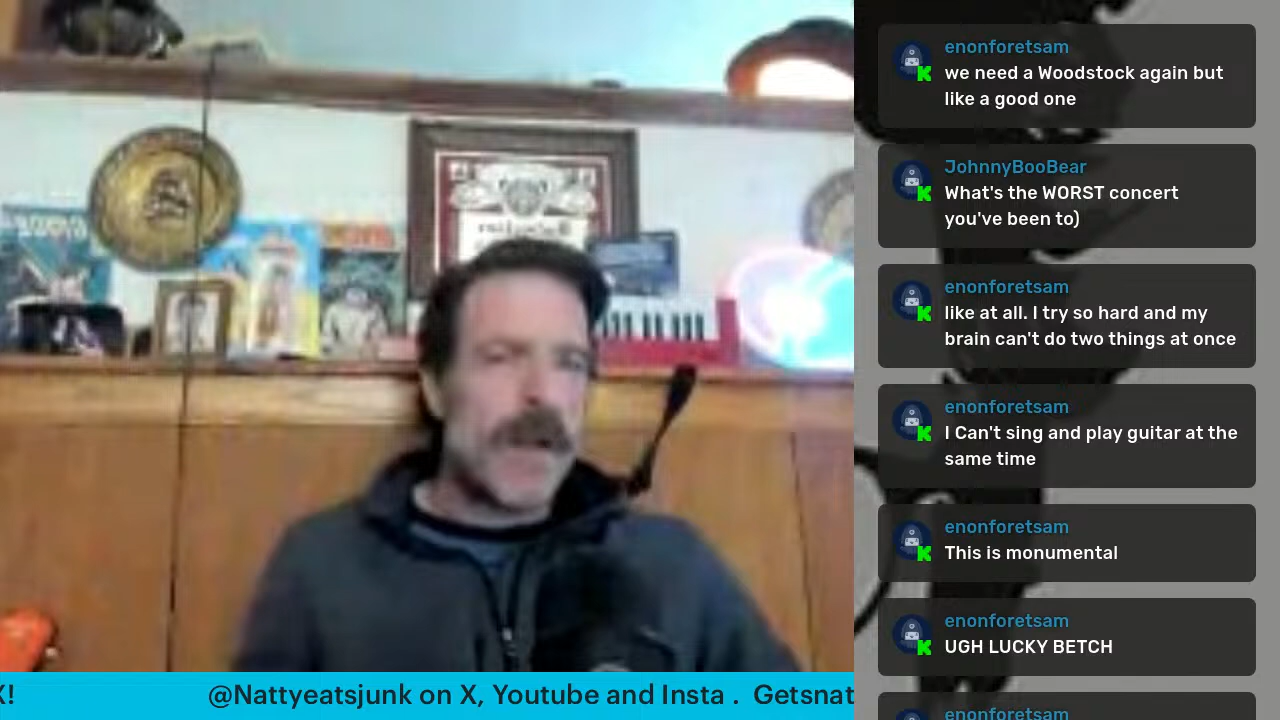 enonforetsam
we need a Woodstock again but
like a good one
JohnnyBooBear
What's the WORST concert
you've been to)
enonforetsam
like at all. I try so hard and my
brain can't do two things at once
enonforetsam
I Can't sing and play guitar at the
same time
enonforetsam
This is monumental
enonforetsam
UGH LUCKY BETCH
enonforetsam
X! @Nattyeatsjunk on X, Youtube and Insta . Getsnat